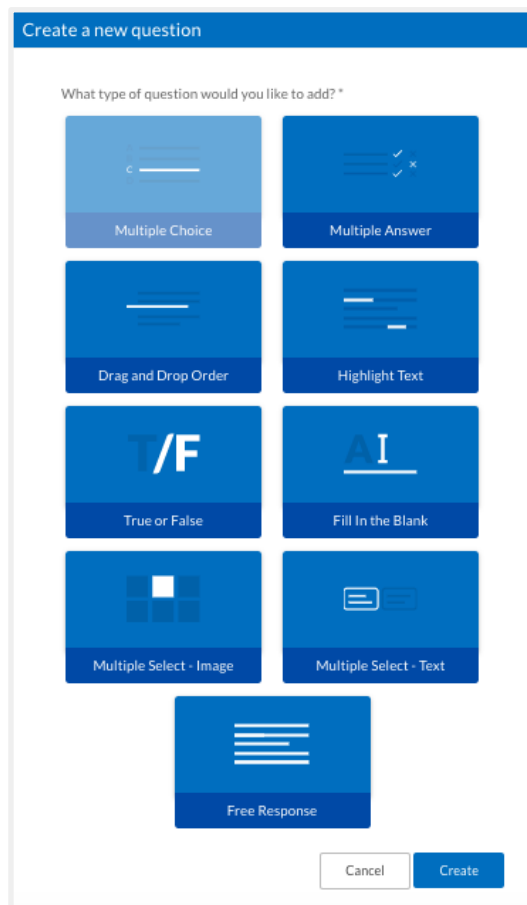 Create a new question
What type of question would you like to add? *
C
Multiple Choice
Multiple Answer
Drag and Drop Order
Highlight Text
T/F
AI
True or False
Fill In the Blank
Multiple Select - Image
Multiple Select - Text
Free Response
Cancel
Create